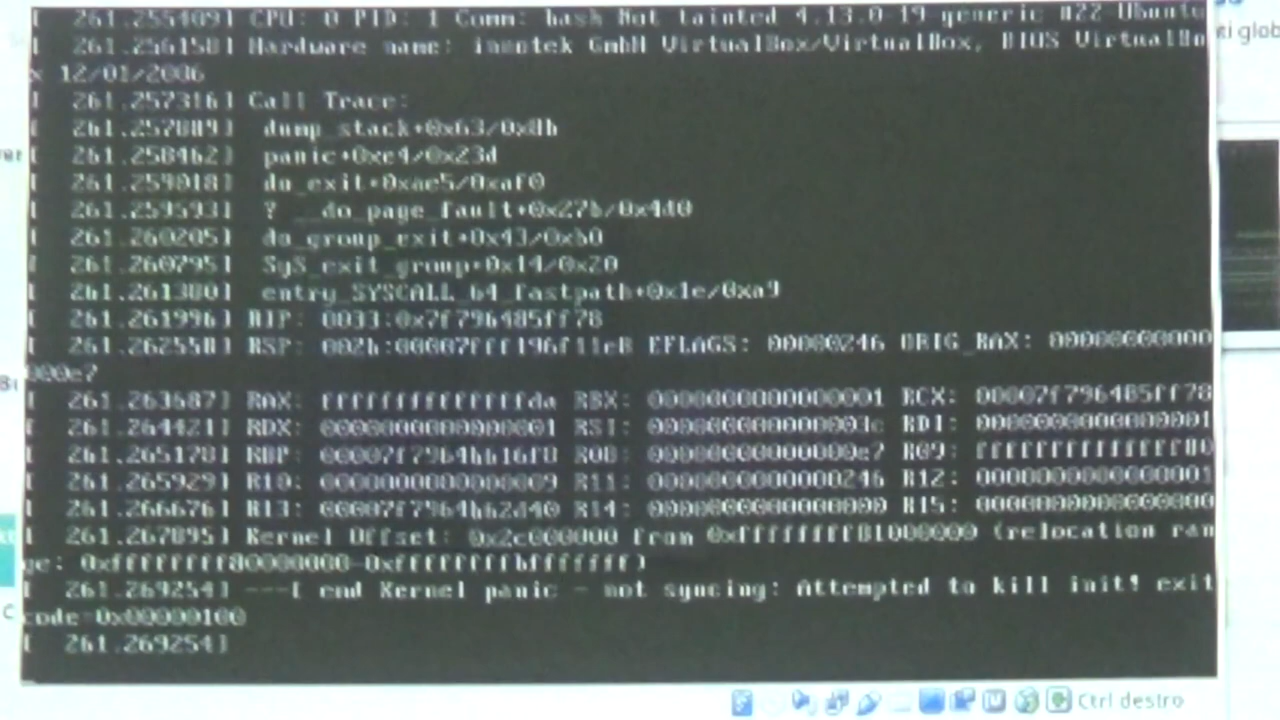 [ 261.255489] CPU: 0 PID: 1 Comm: bash Not tainted 4.13.0-19-generic #22 Ubuntu
[ 261.256158] Hardware name: innotek GmbH VirtualBox/VirtualBox, BIOS VirtualBo
x 12/01/2006
[ 261.257316] Call Trace:
[ 261.257889] dump_stack+0x63/0x8b
[ 261.258462] panic+0xe4/0x23d
[ 261.259018] do_exit+0xae5/0xaf0
[ 261.259593] ? __do_page_fault+0x27b/0x4d0
[ 261.260205] do_group_exit+0x43/0xb0
[ 261.260795] SyS_exit_group+0x14/0x20
[ 261.261380] entry_SYSCALL_64_fastpath+0x1e/0xa9
[ 261.261996] RIP: 0033:0x7f796485ff78
[ 261.262558] RSP: 002b:00007fff196f11e8 EFLAGS: 00000246 ORIG_RAX: 00000000000
000e7
[ 261.263687] RAX: ffffffffffffffda RBX: 0000000000000001 RCX: 00007f796485ff78
[ 261.264421] RDX: 0000000000000001 RSI: 000000000000003c RDI: 0000000000000001
[ 261.265178] RBP: 00007f7964bb16f8 R08: 00000000000000e7 R09: ffffffffffffff80
[ 261.265929] R10: 0000000000000009 R11: 0000000000000246 R12: 0000000000000001
[ 261.266676] R13: 00007f7964bb2d40 R14: 0000000000000000 R15: 0000000000000000
[ 261.267895] Kernel Offset: 0x2c000000 from 0xffffffff81000000 (relocation ran
ge: 0xffffffff80000000-0xffffffffbfffffff)
[ 261.269254] ---[ end Kernel panic - not syncing: Attempted to kill init! exit
code=0x00000100
[ 261.269254]
Ctrl destro